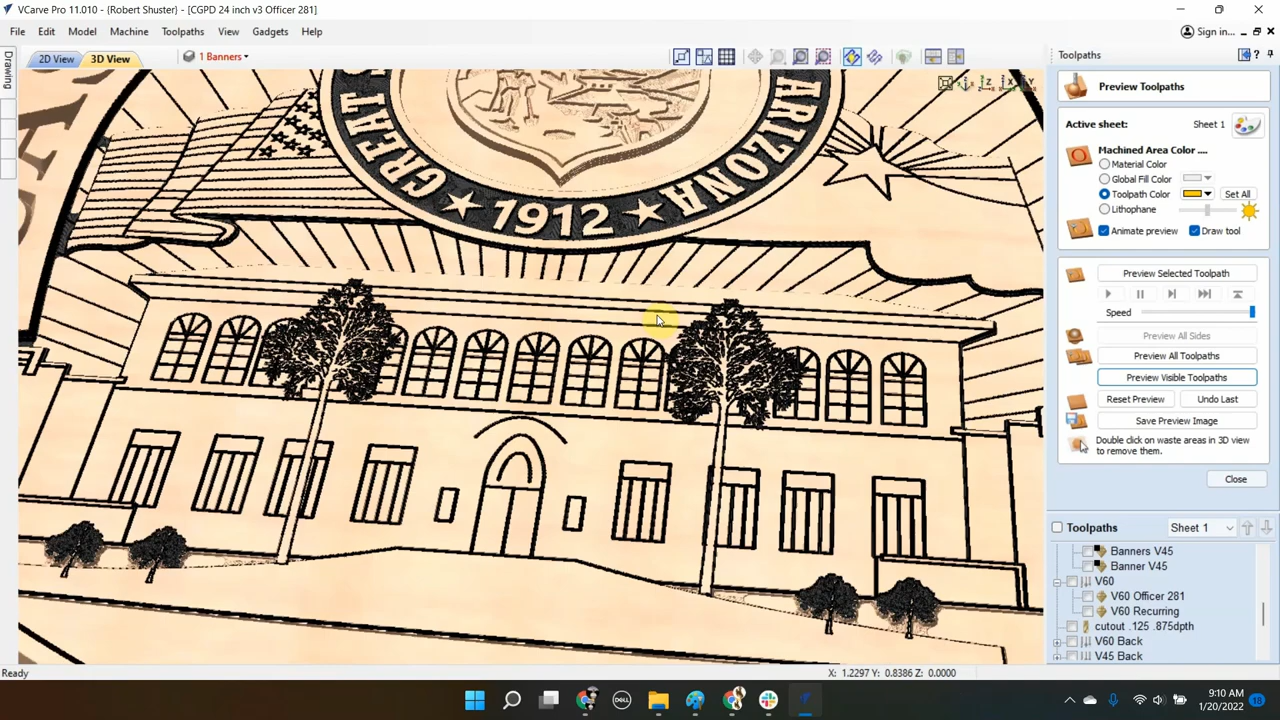 VCarve Pro 11.010 - {Robert Shuster} - [CGPD 24 inch v3 Officer 281]
File Edit Model Machine Toolpaths View Gadgets Help
Sign in...
2D View 3D View 1 Banners
Drawing
Toolpaths
Preview Toolpaths
Active sheet: Sheet 1
Machined Area Color ....
Material Color
Global Fill Color
Toolpath Color Set All
Lithophane
Animate preview Draw tool
Preview Selected Toolpath
Speed
Preview All Sides
Preview All Toolpaths
Preview Visible Toolpaths
Reset Preview Undo Last
Save Preview Image
Double click on waste areas in 3D view
to remove them.
Close
GREAT
1912
ARIZONA
Toolpaths Sheet 1
Banners V45
Banner V45
V60
V60 Officer 281
V60 Recurring
cutout .125 .875dpth
V60 Back
V45 Back
Ready
X: 1.2297 Y: 0.8386 Z: 0.0000
DELL
9:10 AM
1/20/2022
18